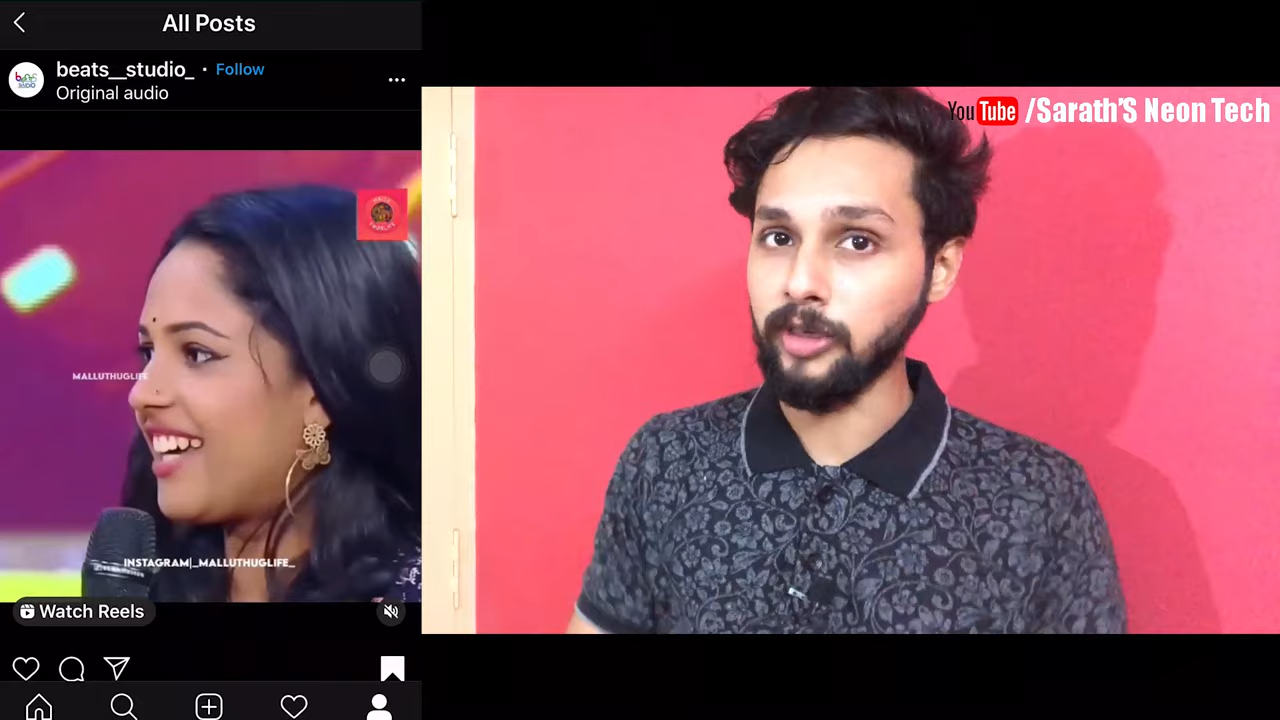 All Posts
beats__studio_ · Follow
Original audio
MALLUTHUGLIFE
INSTAGRAM|_MALLUTHUGLIFE_
Watch Reels
YouTube /Sarath'S Neon Tech